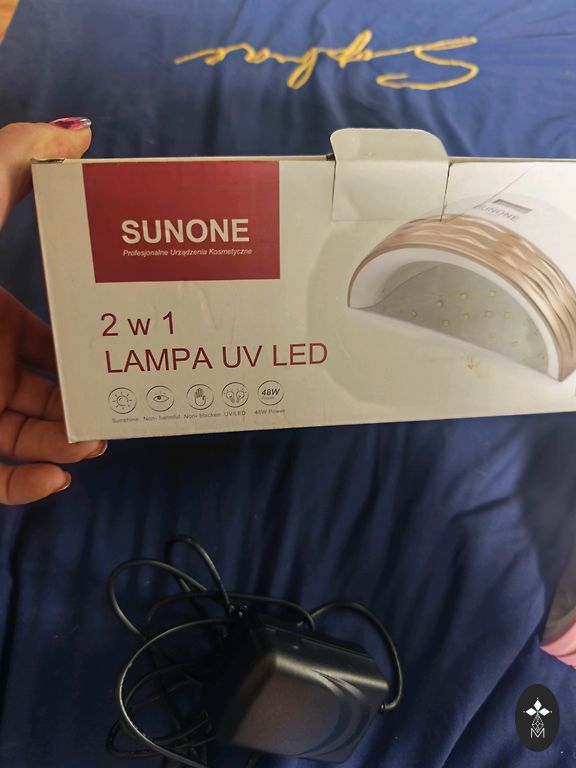 SUNONE
Profesjonalne Urządzenia Kosmetyczne
SUNONE
2 w 1
LAMPA UV LED
48W
Sunshine Non- harmful Non- blacken UV/LED 48W Power
M